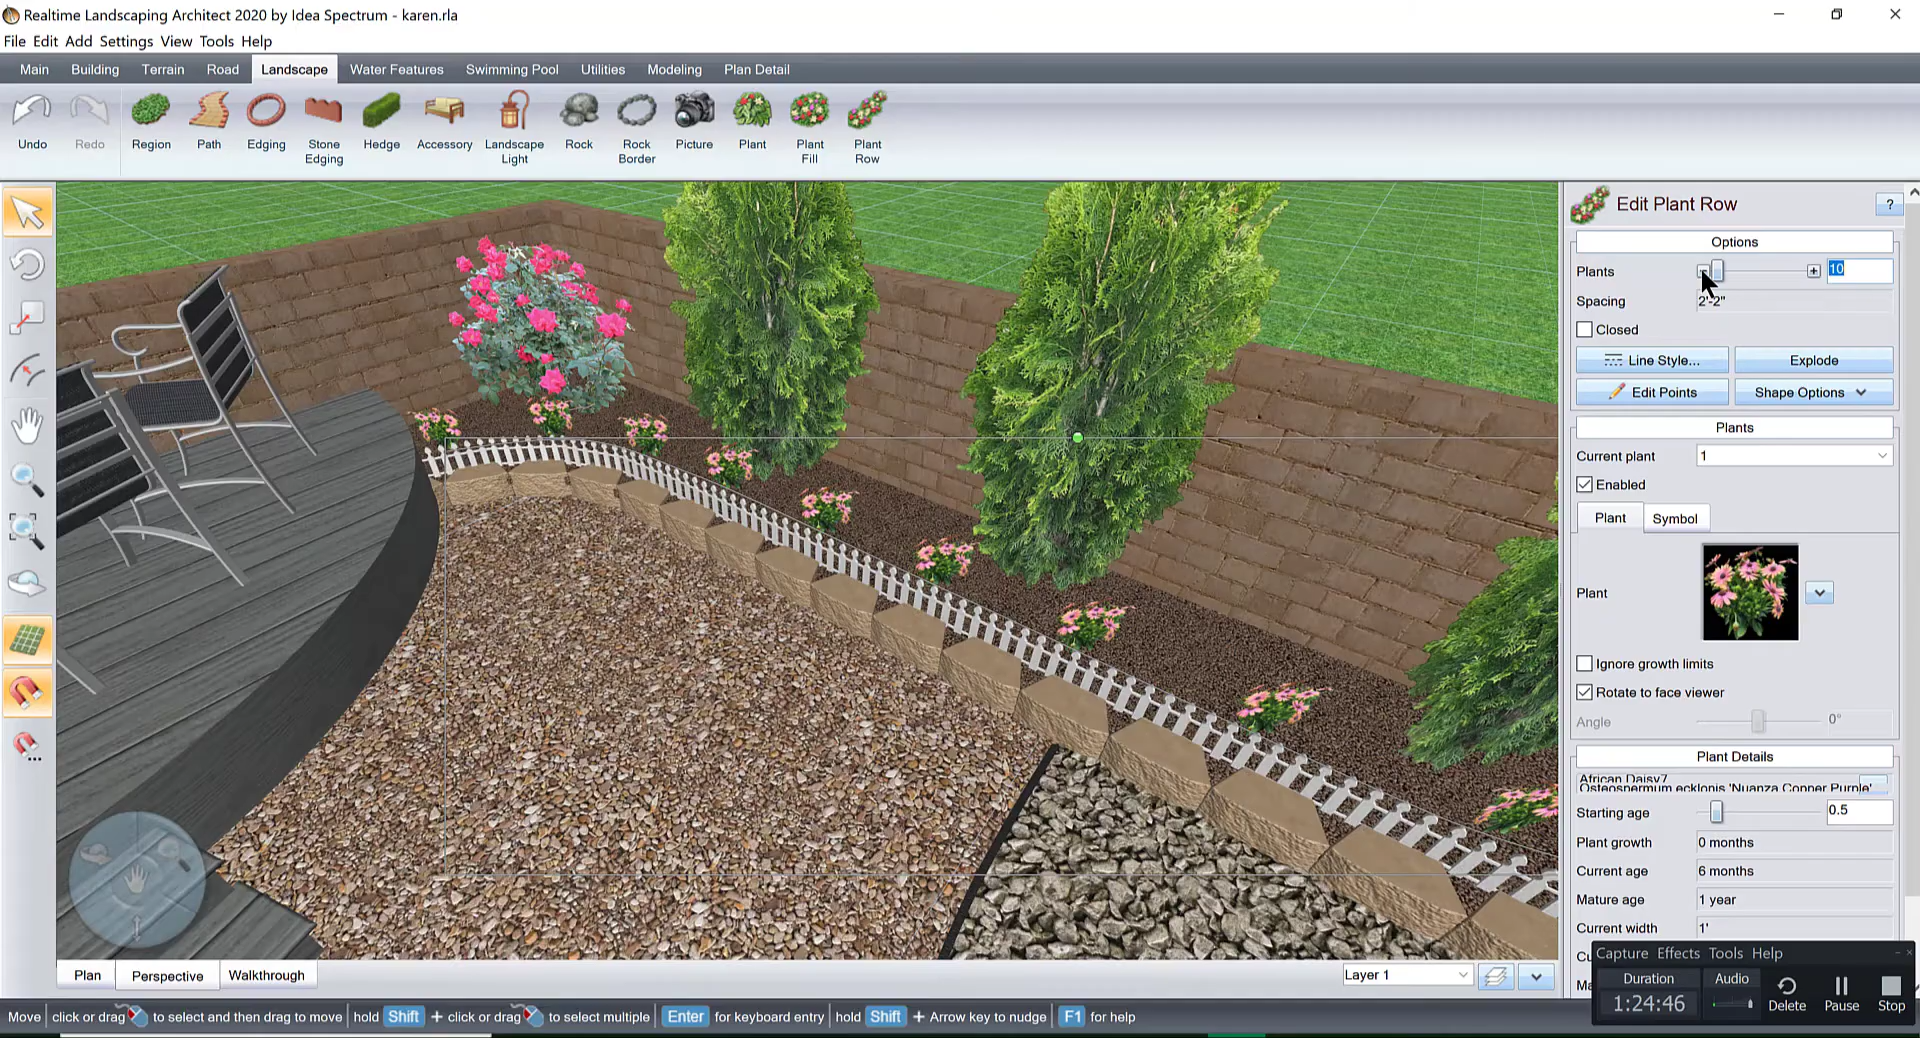 Realtime Landscaping Architect 2020 by Idea Spectrum - karen.rla
File Edit Add Settings View Tools Help
Main Building Terrain Road Landscape Water Features Swimming Pool Utilities Modeling Plan Detail
Undo Redo Region Path Edging Stone Edging Hedge Accessory Landscape Light Rock Rock Border Picture Plant Plant Fill Plant Row
Edit Plant Row ?
Options
Plants 10
Spacing 2'-2"
Closed
Line Style... Explode
Edit Points Shape Options
Plants
Current plant 1
Enabled
Plant Symbol
Plant
Ignore growth limits
Rotate to face viewer
Angle 0°
Plant Details
African Daisy7
Osteospermum ecklonis 'Nuanza Copper Purple'
Starting age 0.5
Plant growth 0 months
Current age 6 months
Mature age 1 year
Current width 1'
Cu
Ma
Capture Effects Tools Help
Duration Audio
1:24:46 Delete Pause Stop
Plan Perspective Walkthrough Layer 1
Move click or drag to select and then drag to move hold Shift + click or drag to select multiple Enter for keyboard entry hold Shift + Arrow key to nudge F1 for help